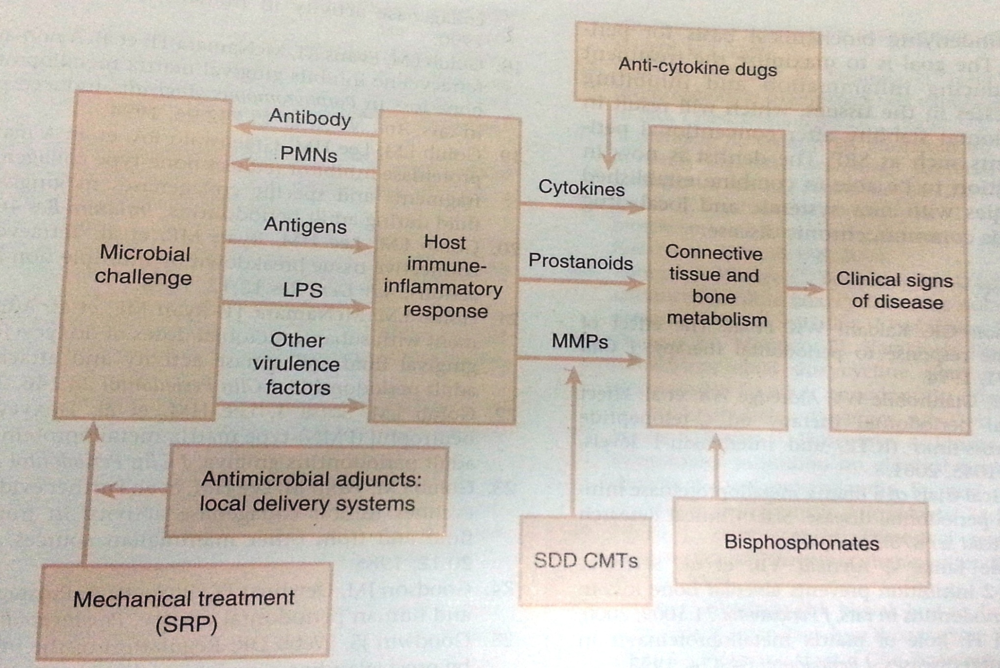 Anti-cytokine dugs
Antibody
PMNs
Cytokines
Antigens
Host
immune-
inflammatory
response
Microbial
challenge
Prostanoids
Connective
tissue and
bone
metabolism
Clinical signs
of disease
LPS
Other
virulence
factors
MMPs
Antimicrobial adjuncts:
local delivery systems
SDD CMTs
Bisphosphonates
Mechanical treatment
(SRP)